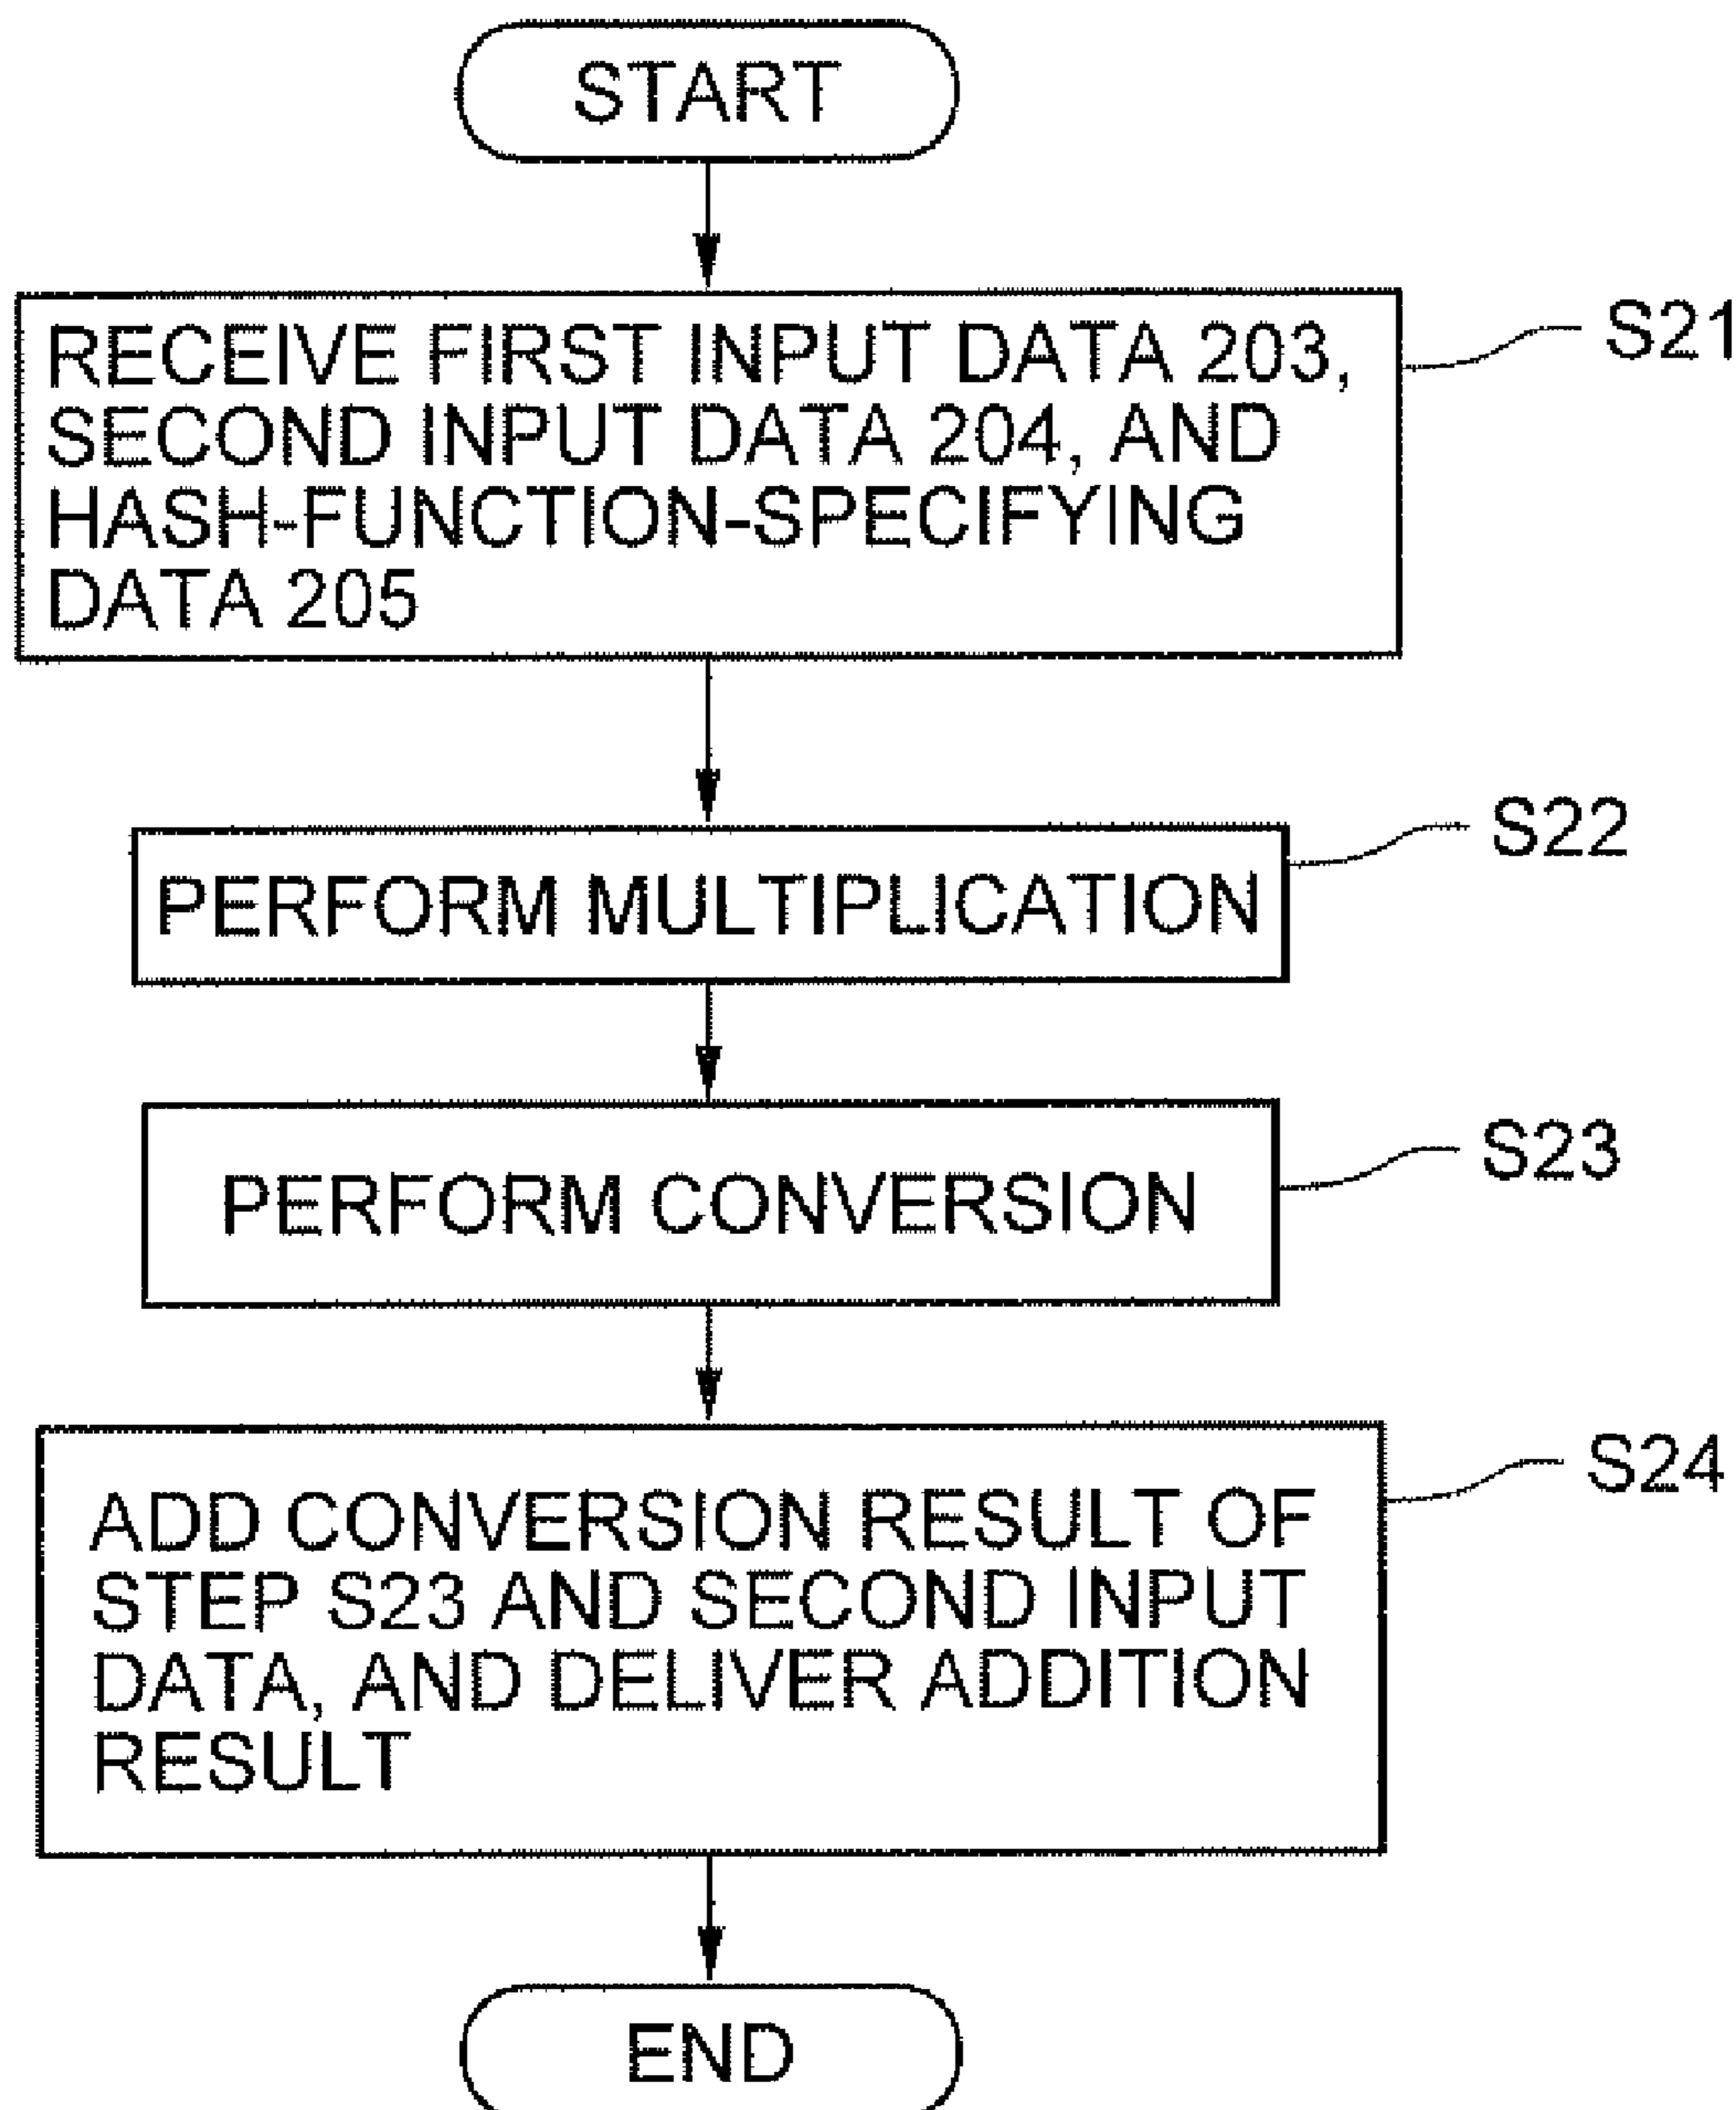 START
RECEIVE FIRST INPUT DATA 203,
SECOND INPUT DATA 204, AND
HASH-FUNCTION-SPECIFYING
DATA 205
S21
PERFORM MULTIPLICATION
S22
PERFORM CONVERSION
S23
ADD CONVERSION RESULT OF
STEP S23 AND SECOND INPUT
DATA, AND DELIVER ADDITION
RESULT
S24
END